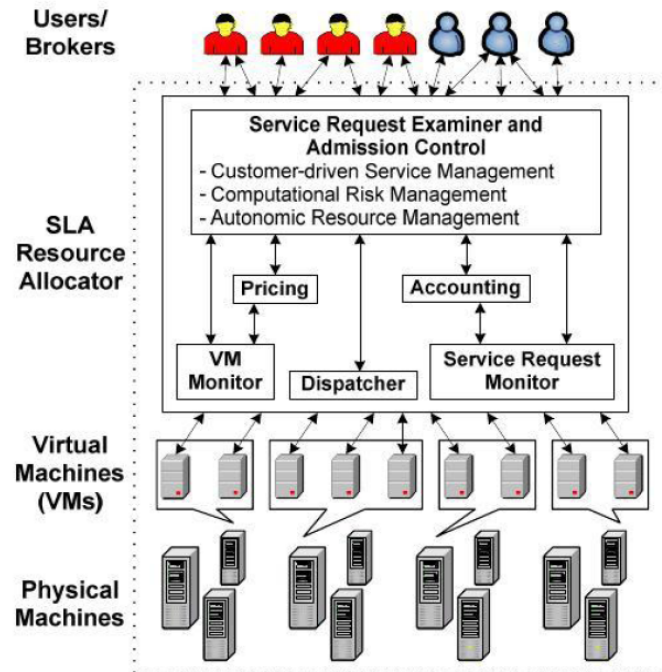 Users/
Brokers
Service Request Examiner and
Admission Control
- Customer-driven Service Management
- Computational Risk Management
- Autonomic Resource Management
SLA
Resource
Allocator
Pricing
Accounting
VM
Monitor
Dispatcher
Service Request
Monitor
Virtual
Machines
(VMs)
Physical
Machines